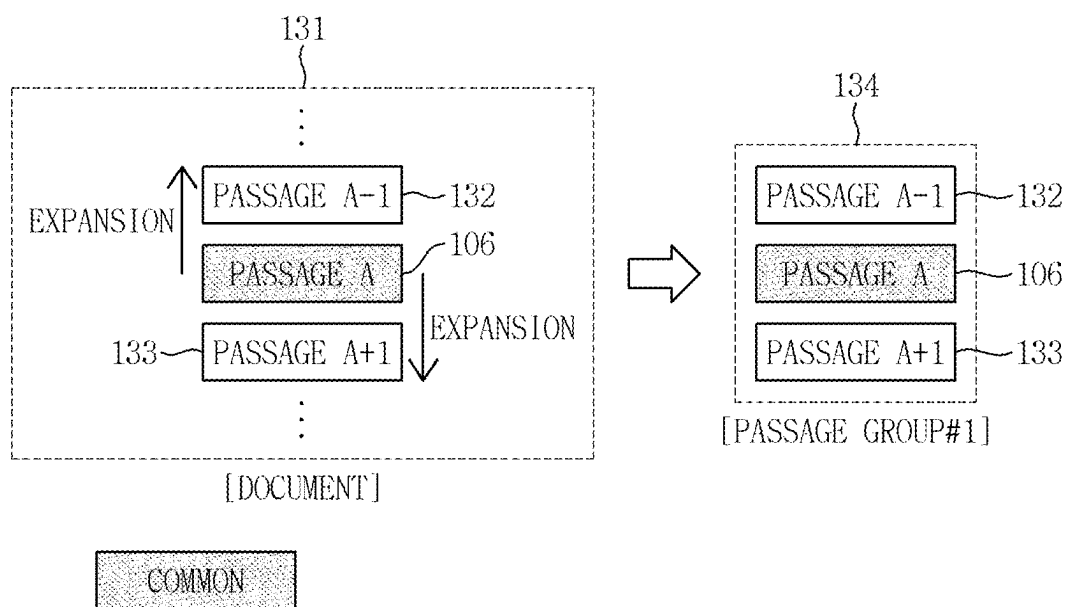 131
134
PASSAGE A-1
132
EXPANSION
PASSAGE A
106
133
PASSAGE A+1
EXPANSION
[DOCUMENT]
PASSAGE A-1
132
PASSAGE A
106
PASSAGE A+1
133
[PASSAGE GROUP#1]
COMMON